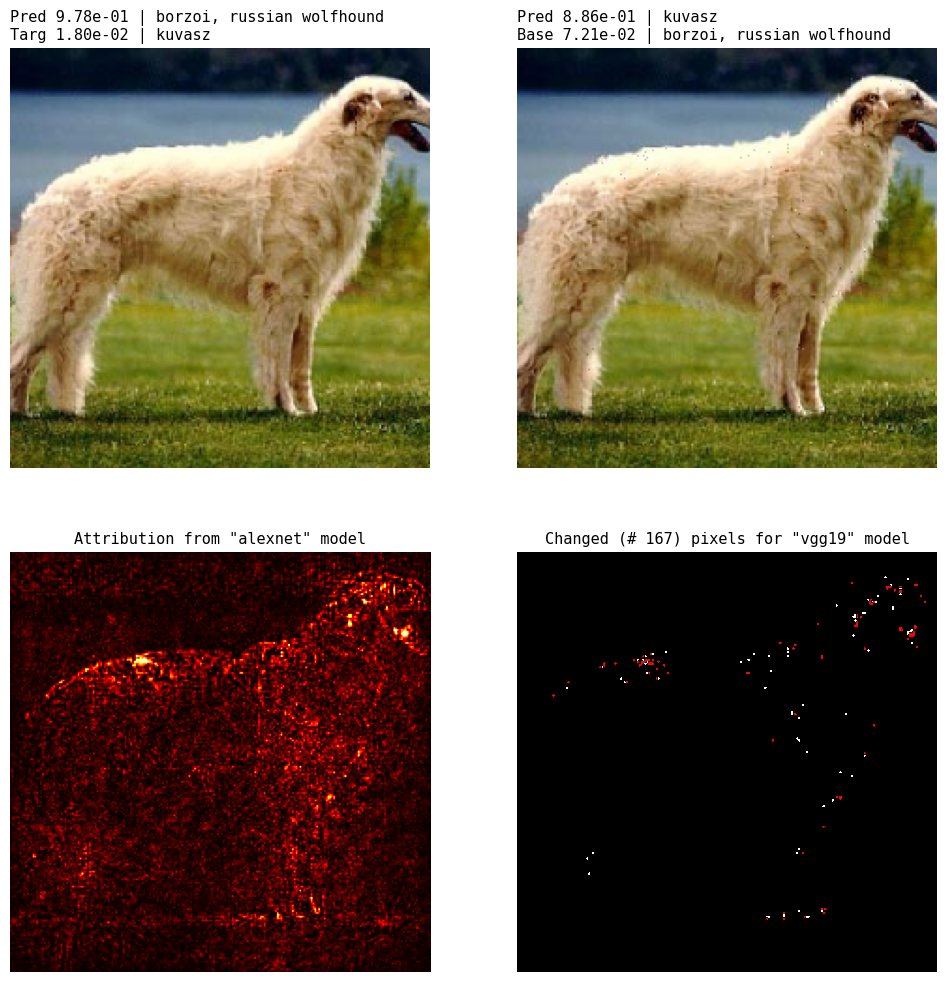 Pred 9.78e-01 | borzoi, russian wolfhound
Targ 1.80e-02 | kuvasz
Pred 8.86e-01 | kuvasz
Base 7.21e-02 | borzoi, russian wolfhound
Attribution from "alexnet" model
Changed (# 167) pixels for "vgg19" model